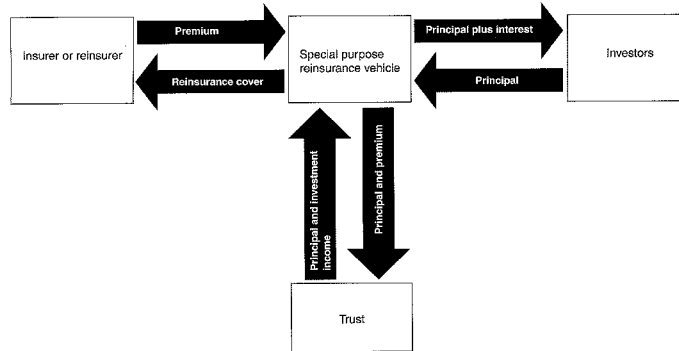 Premium
Principal plus interest
insurer or reinsurer
Special purpose
reinsurance vehicle
investors
Reinsurance cover
Principal
Principal and investment
income
Principal and premium
Trust